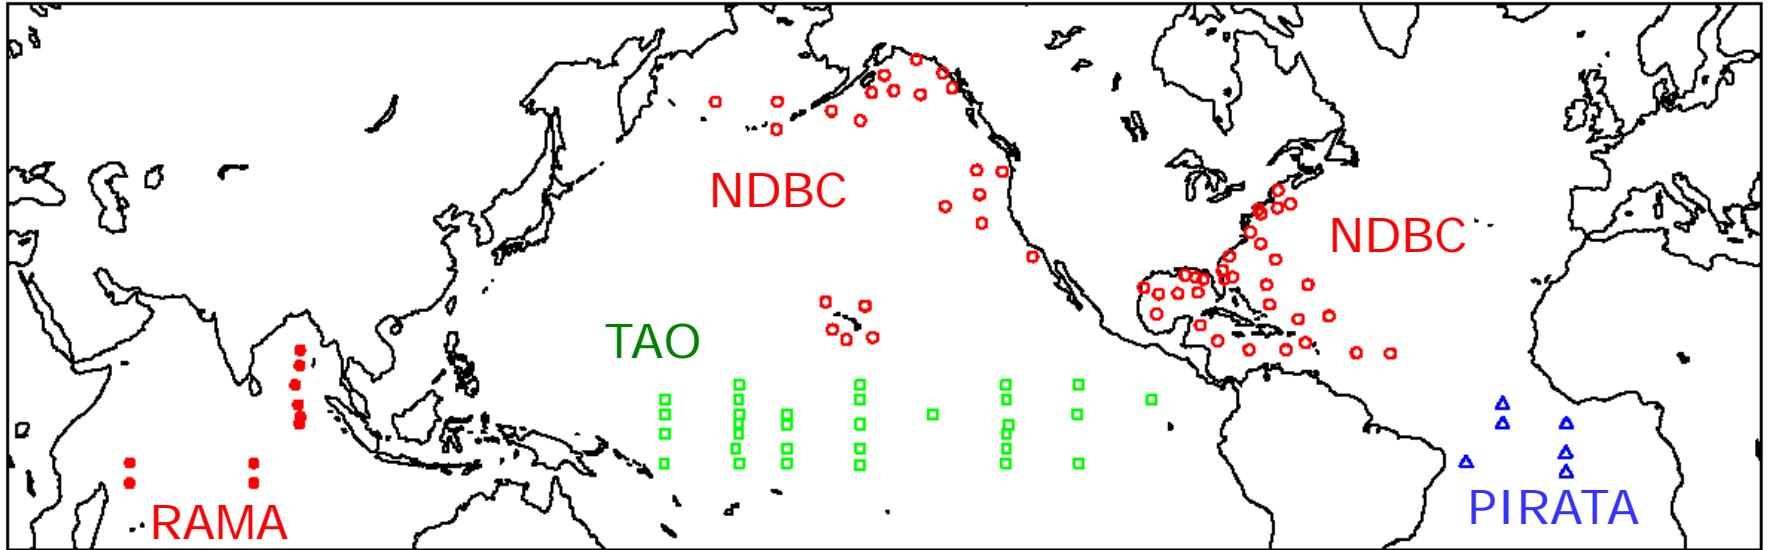 NDBC
NDBC
TAO
RAMA
PIRATA